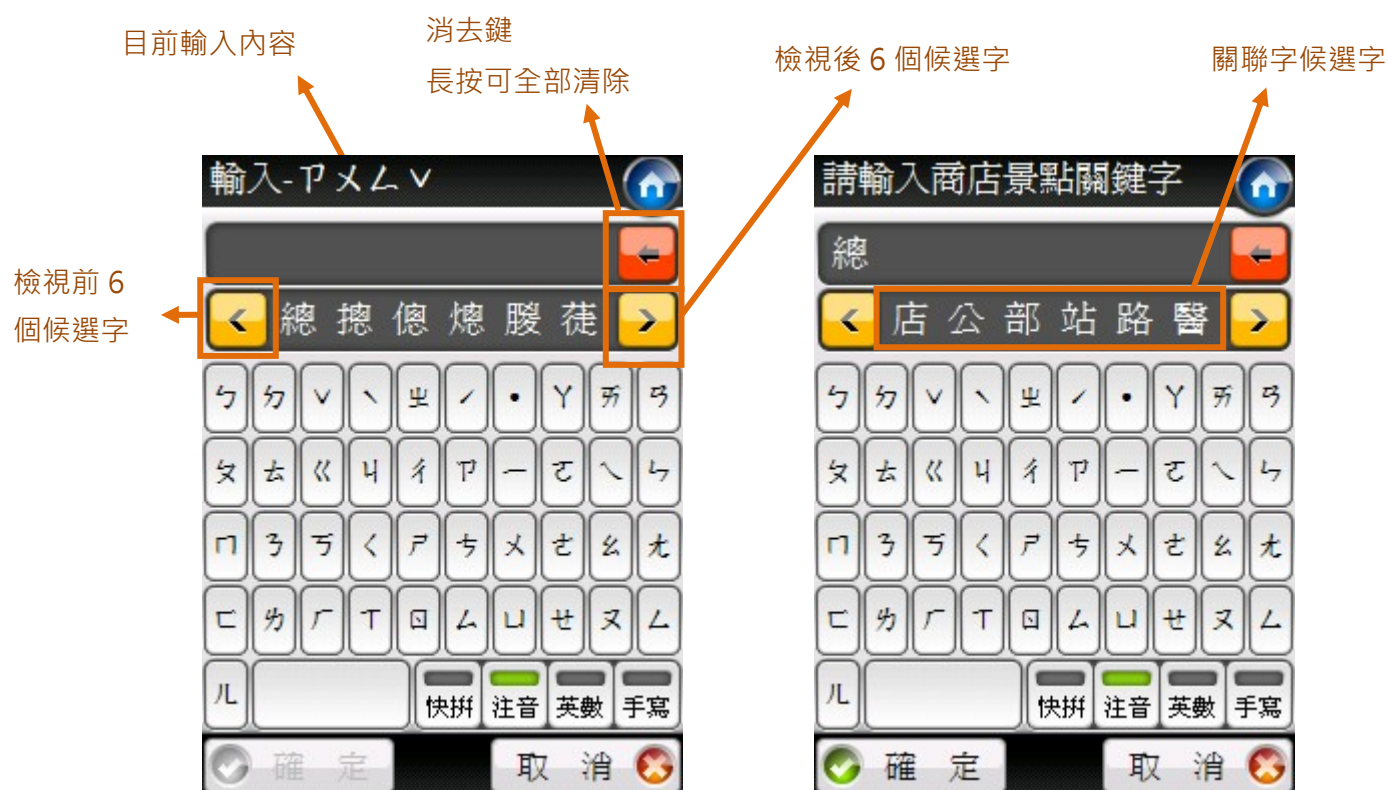 目前輸入內容
消去鍵
長按可全部清除
檢視後 6 個候選字
關聯字候選字
檢視前 6
個候選字
輸入-ㄗㄨㄥˇ
總 摠 傯 熜
ㄅ ㄉ ˇ ˋ ㄓ ˊ ˙ ㄚ ㄞ ㄢ
ㄆ ㄊ ㄍ ㄐ ㄔ ㄗ ㄧ ㄛ ㄟ ㄣ
ㄇ ㄋ ㄎ ㄑ ㄕ ㄘ ㄨ ㄜ ㄠ ㄤ
ㄈ ㄌ ㄏ ㄒ ㄖ ㄙ ㄩ ㄝ ㄡ ㄥ
ㄦ 快拼 注音 英數 手寫
確 定 取 消
請輸入商店景點關鍵字
總
店 公 部 站 路 醫
ㄅ ㄉ ˇ ˋ ㄓ ˊ ˙ ㄚ ㄞ ㄢ
ㄆ ㄊ ㄍ ㄐ ㄔ ㄗ ㄧ ㄛ ㄟ ㄣ
ㄇ ㄋ ㄎ ㄑ ㄕ ㄘ ㄨ ㄜ ㄠ ㄤ
ㄈ ㄌ ㄏ ㄒ ㄖ ㄙ ㄩ ㄝ ㄡ ㄥ
ㄦ 快拼 注音 英數 手寫
確 定 取 消